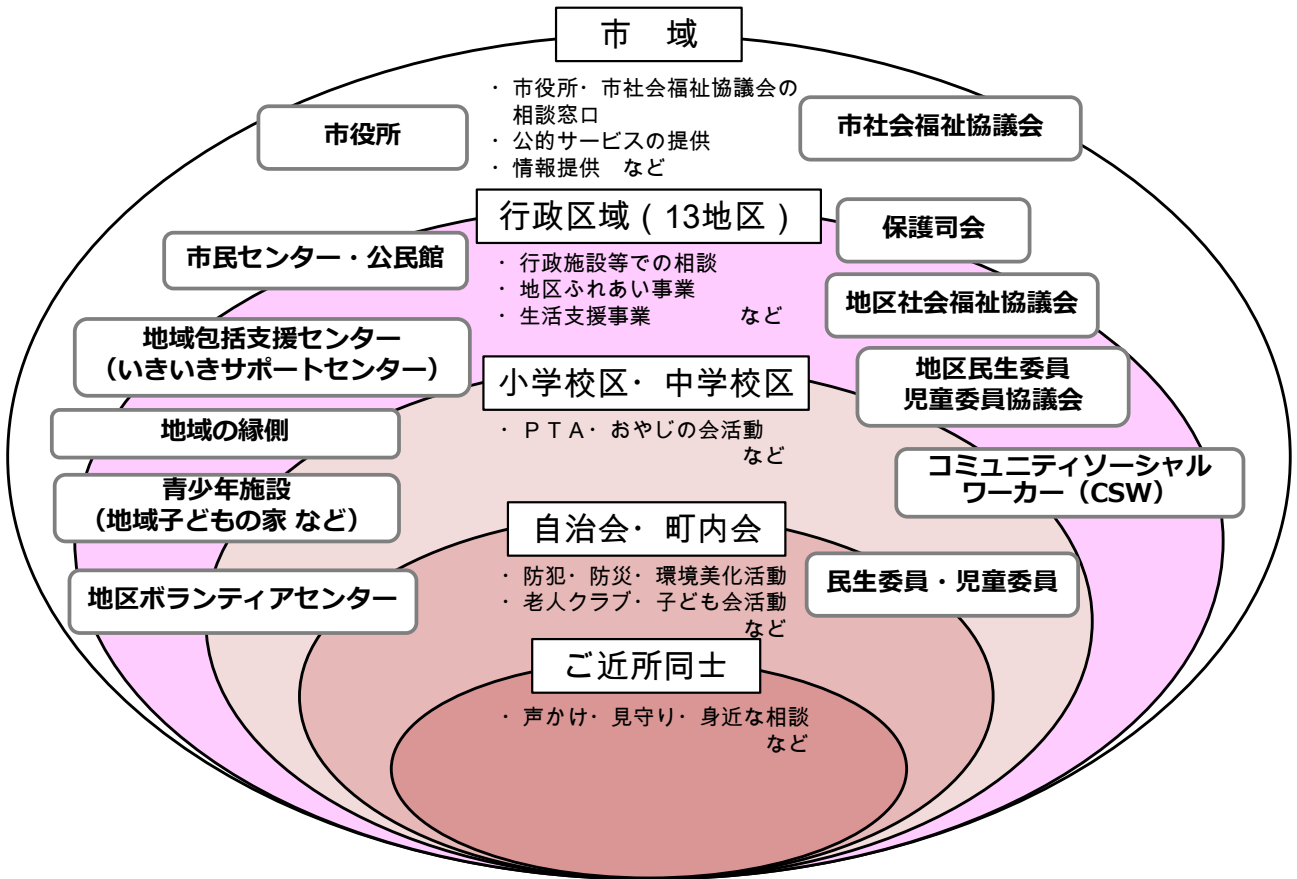 市　域
・ 市役所・ 市社会福祉協議会の
相談窓口
・ 公的サービスの提供
・ 情報提供　など
市役所
市社会福祉協議会
行政区域（13地区）
・ 行政施設等での相談
・ 地区ふれあい事業
・ 生活支援事業　　　　など
保護司会
市民センター・公民館
地区社会福祉協議会
地域包括支援センター
（いきいきサポートセンター）
小学校区・ 中学校区
・ ＰＴＡ・ おやじの会活動
など
地区民生委員
児童委員協議会
地域の縁側
コミュニティソーシャル
ワーカー（CSW）
青少年施設
（地域子どもの家 など）
自治会・ 町内会
・ 防犯・ 防災・ 環境美化活動
・ 老人クラブ・ 子ども会活動
など
民生委員・児童委員
地区ボランティアセンター
ご近所同士
・ 声かけ・ 見守り・ 身近な相談
など